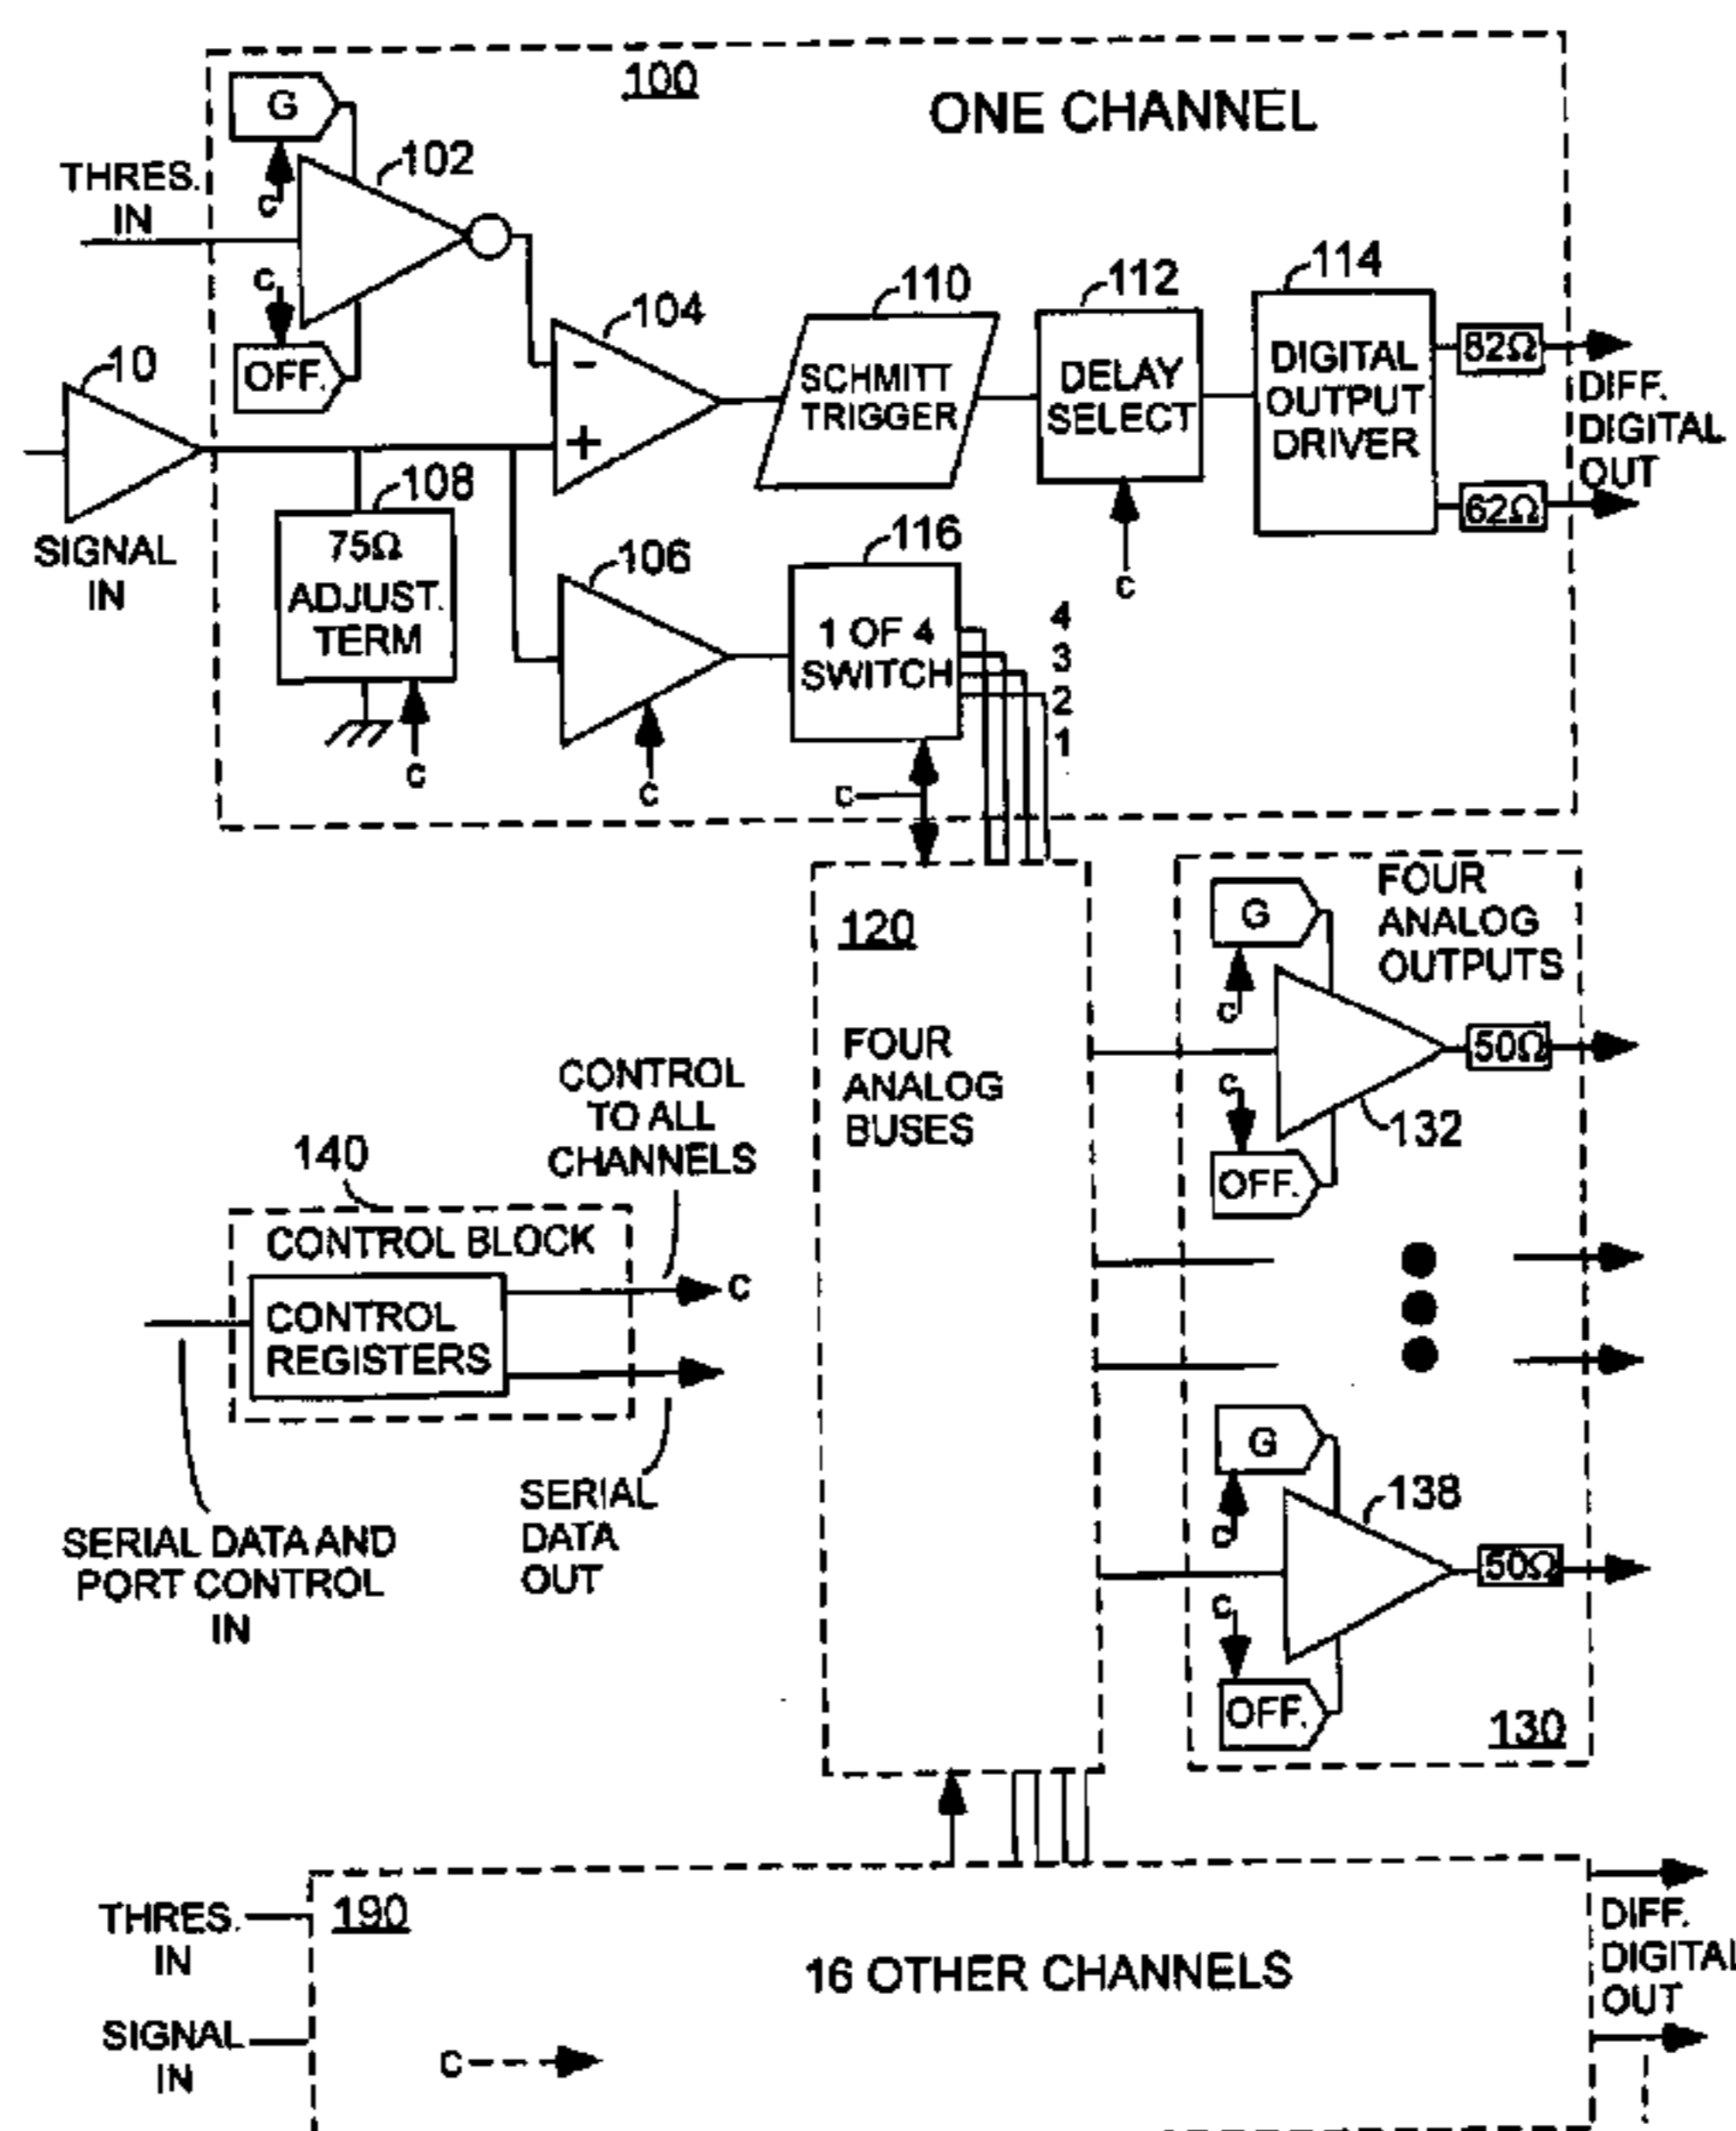 100
ONE CHANNEL
G
c
102
THRES.
IN
c
OFF.
10
SIGNAL
IN
104
-
+
110
SCHMITT
TRIGGER
112
DELAY
SELECT
c
114
DIGITAL
OUTPUT
DRIVER
62Ω
62Ω
DIFF.
DIGITAL
OUT
108
75Ω
ADJUST.
TERM
c
106
c
116
1 OF 4
SWITCH
c
4
3
2
1
120
FOUR
ANALOG
BUSES
FOUR
ANALOG
OUTPUTS
G
c
c
OFF.
132
50Ω
G
c
c
OFF.
138
50Ω
130
CONTROL
TO ALL
CHANNELS
140
CONTROL BLOCK
CONTROL
REGISTERS
C
SERIAL
DATA
OUT
SERIAL DATA AND
PORT CONTROL
IN
THRES.
IN
SIGNAL
IN
190
16 OTHER CHANNELS
C
DIFF.
DIGITAL
OUT